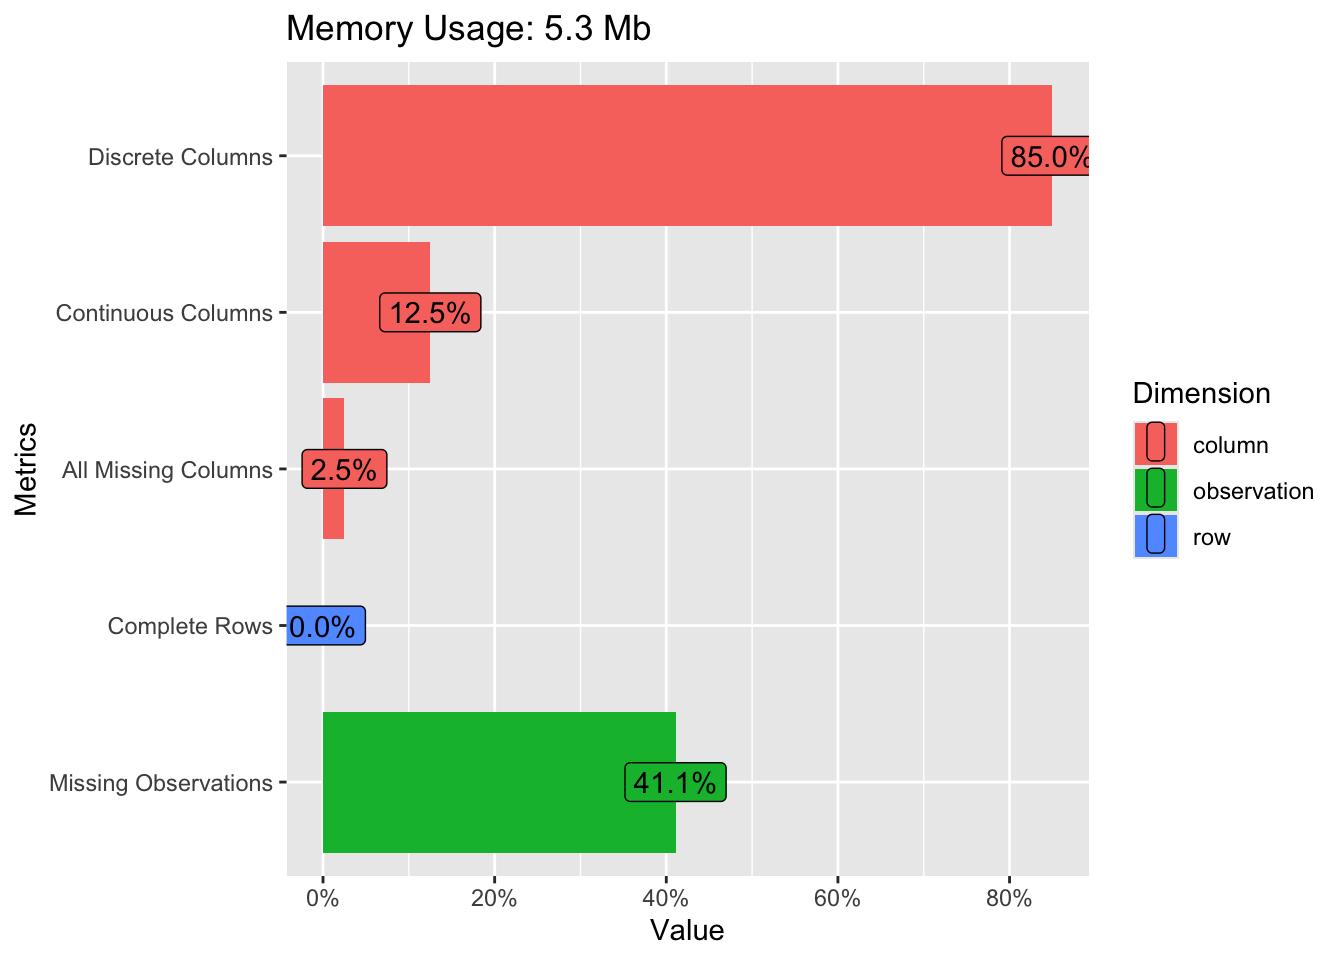 Memory Usage: 5.3 Mb
Metrics
Discrete Columns
85.0%
Continuous Columns
12.5%
All Missing Columns
2.5%
Complete Rows
0.0%
Missing Observations
41.1%
0%
20%
40%
60%
80%
Value
Dimension
column
observation
row